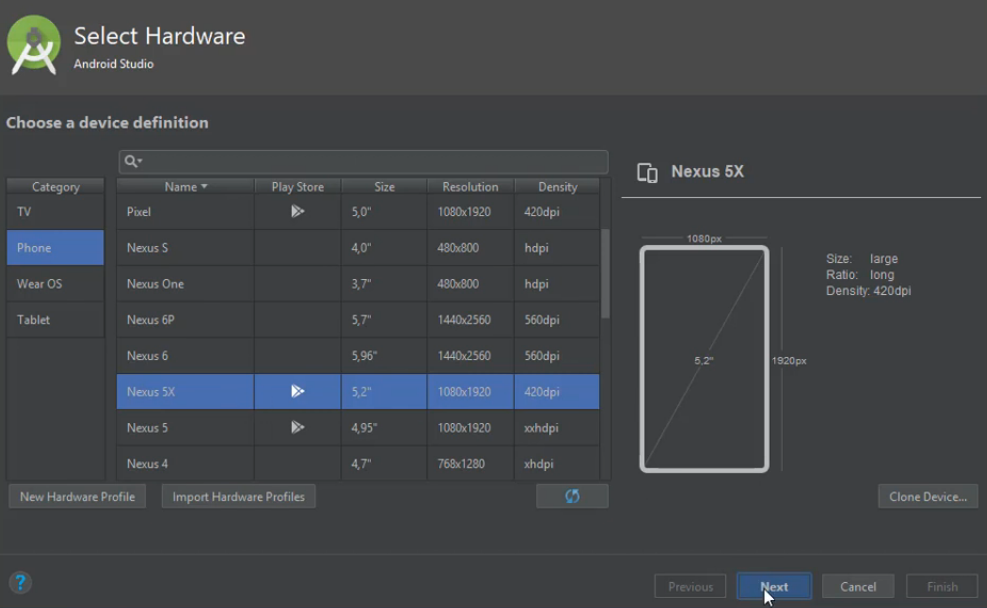 Select Hardware
Android Studio
Choose a device definition
Category
Name Play Store Size Resolution Density
TV
Phone
Wear OS
Tablet
Pixel 5,0" 1080x1920 420dpi
Nexus S 4,0" 480x800 hdpi
Nexus One 3,7" 480x800 hdpi
Nexus 6P 5,7" 1440x2560 560dpi
Nexus 6 5,96" 1440x2560 560dpi
Nexus 5X 5,2" 1080x1920 420dpi
Nexus 5 4,95" 1080x1920 xxhdpi
Nexus 4 4,7" 768x1280 xhdpi
New Hardware Profile Import Hardware Profiles
Nexus 5X
1080px
Size: large
Ratio: long
Density: 420dpi
5,2" 1920px
Clone Device...
? Previous Next Cancel Finish